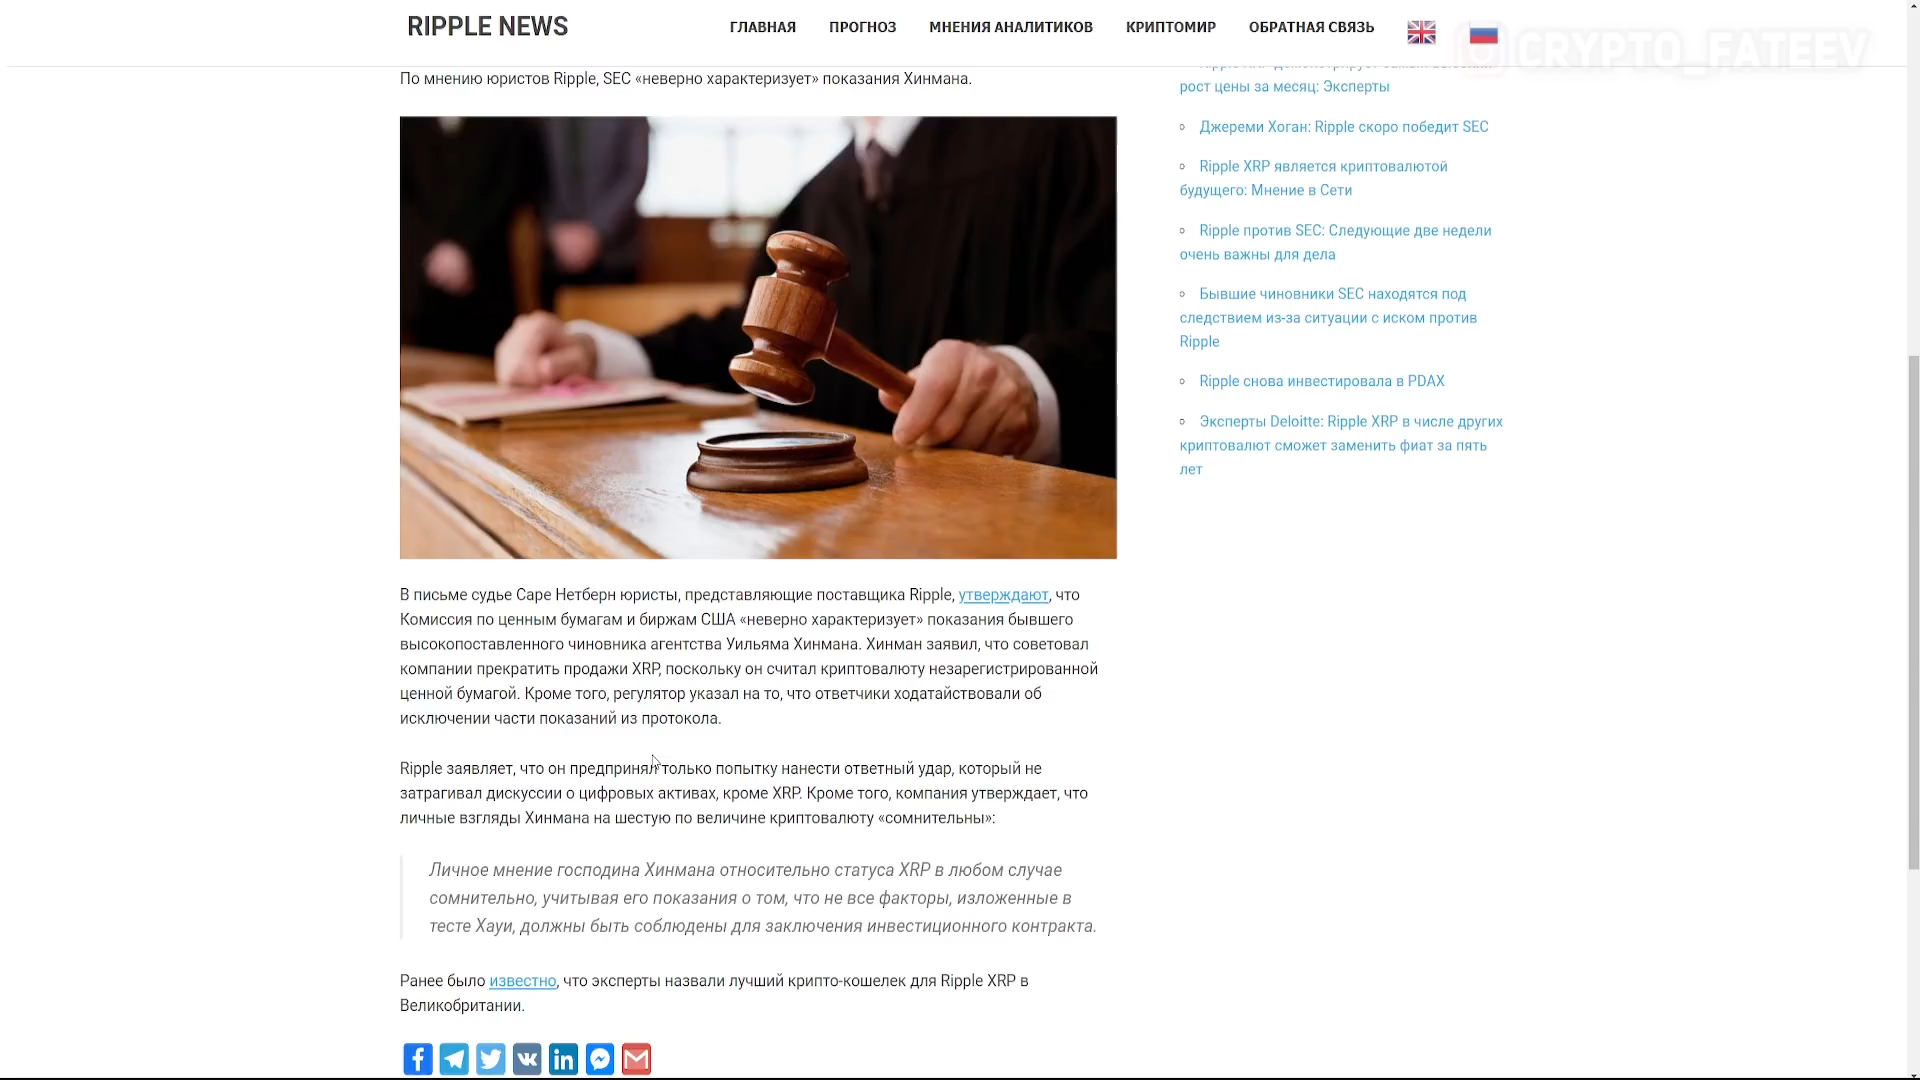 RIPPLE NEWS
ГЛАВНАЯ ПРОГНОЗ МНЕНИЯ АНАЛИТИКОВ КРИПТОМИР ОБРАТНАЯ СВЯЗЬ
CRYPTO_FATEEV
По мнению юристов Ripple, SEC «неверно характеризует» показания Хинмана.
В письме судье Саре Нетберн юристы, представляющие поставщика Ripple, утверждают, что
Комиссия по ценным бумагам и биржам США «неверно характеризует» показания бывшего
высокопоставленного чиновника агентства Уильяма Хинмана. Хинман заявил, что советовал
компании прекратить продажи XRP, поскольку он считал криптовалюту незарегистрированной
ценной бумагой. Кроме того, регулятор указал на то, что ответчики ходатайствовали об
исключении части показаний из протокола.
Ripple заявляет, что он предпринял только попытку нанести ответный удар, который не
затрагивал дискуссии о цифровых активах, кроме XRP. Кроме того, компания утверждает, что
личные взгляды Хинмана на шестую по величине криптовалюту «сомнительны»:
Личное мнение господина Хинмана относительно статуса XRP в любом случае
сомнительно, учитывая его показания о том, что не все факторы, изложенные в
тесте Хауи, должны быть соблюдены для заключения инвестиционного контракта.
Ранее было известно, что эксперты назвали лучший крипто-кошелек для Ripple XRP в
Великобритании.
рост цены за месяц: Эксперты
Джереми Хоган: Ripple скоро победит SEC
Ripple XRP является криптовалютой
будущего: Мнение в Сети
Ripple против SEC: Следующие две недели
очень важны для дела
Бывшие чиновники SEC находятся под
следствием из-за ситуации с иском против
Ripple
Ripple снова инвестировала в PDAX
Эксперты Deloitte: Ripple XRP в числе других
криптовалют сможет заменить фиат за пять
лет